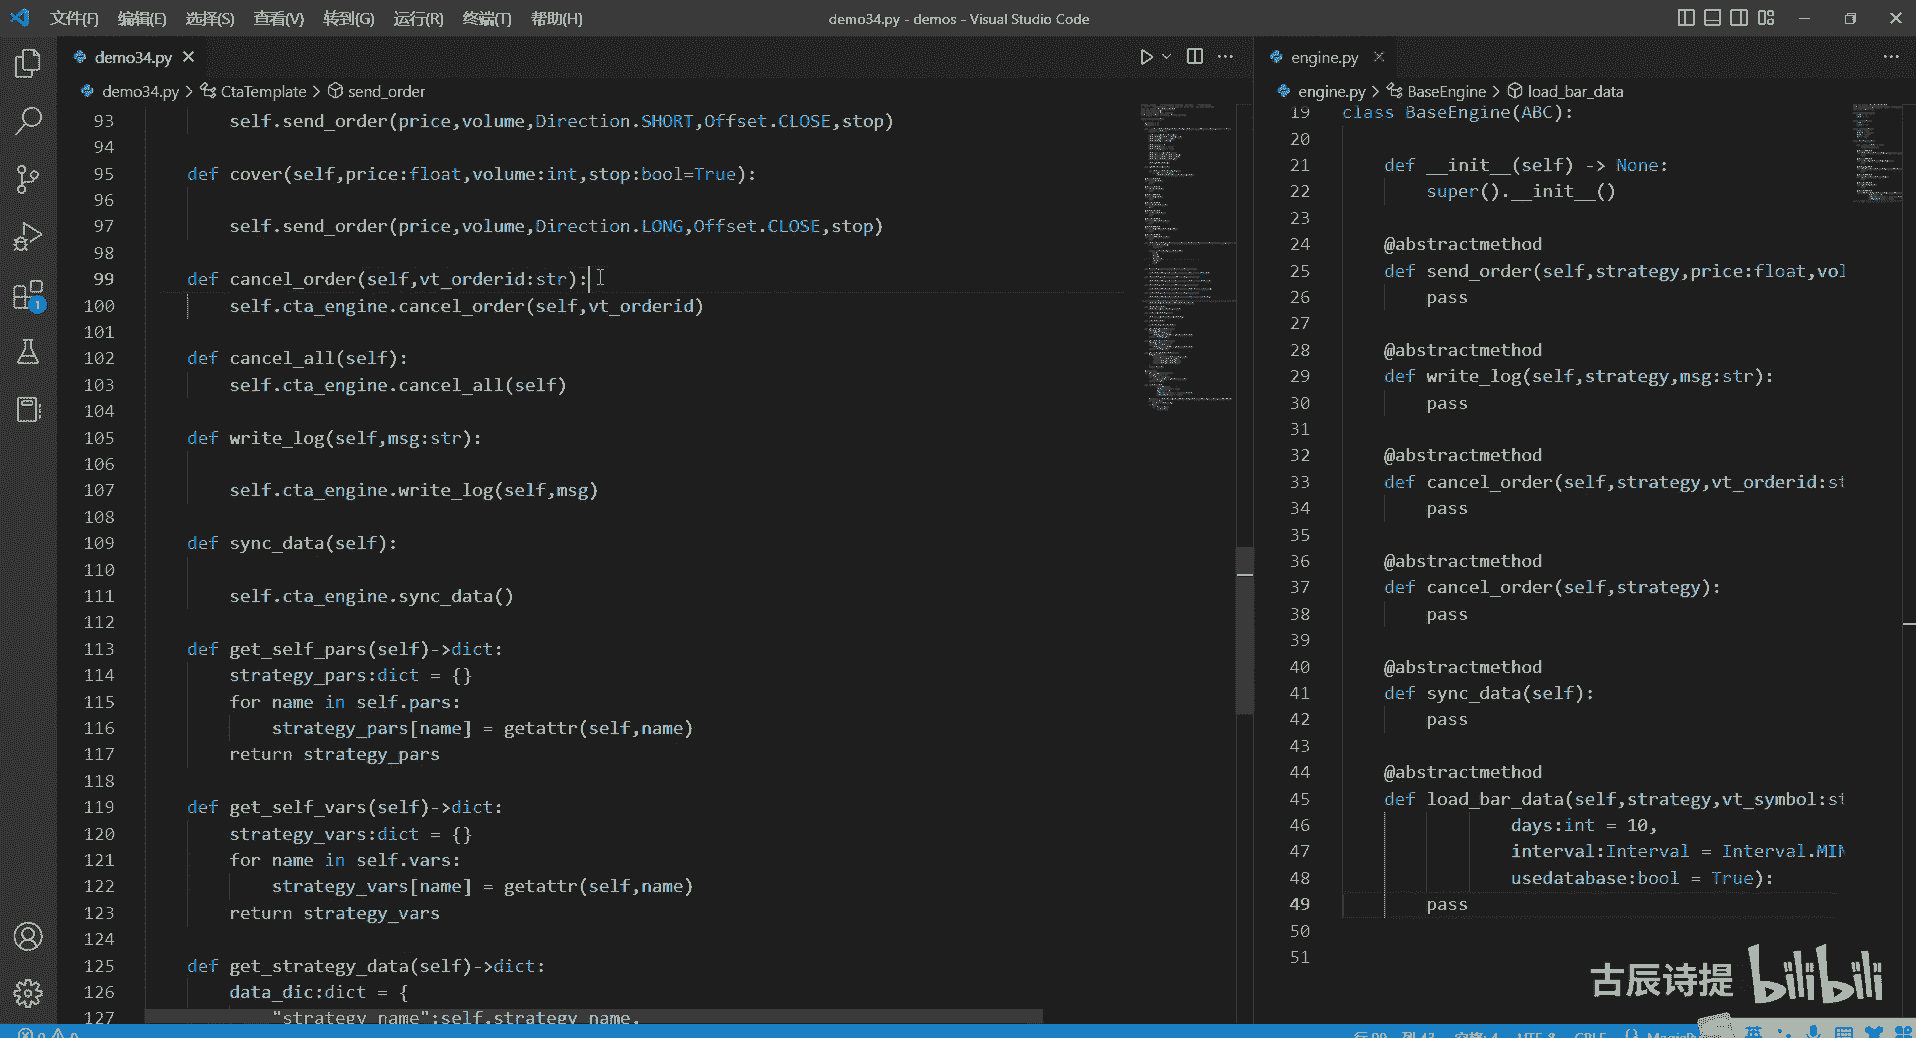 文件(F) 编辑(E) 选择(S) 查看(V) 转到(G) 运行(R) 终端(T) 帮助(H) demo34.py - demos - Visual Studio Code
demo34.py
demo34.py > CtaTemplate > send_order
93 self.send_order(price,volume,Direction.SHORT,Offset.CLOSE,stop)
94
95 def cover(self,price:float,volume:int,stop:bool=True):
96
97 self.send_order(price,volume,Direction.LONG,Offset.CLOSE,stop)
98
99 def cancel_order(self,vt_orderid:str):
100 self.cta_engine.cancel_order(self,vt_orderid)
101
102 def cancel_all(self):
103 self.cta_engine.cancel_all(self)
104
105 def write_log(self,msg:str):
106
107 self.cta_engine.write_log(self,msg)
108
109 def sync_data(self):
110
111 self.cta_engine.sync_data()
112
113 def get_self_pars(self)->dict:
114 strategy_pars:dict = {}
115 for name in self.pars:
116 strategy_pars[name] = getattr(self,name)
117 return strategy_pars
118
119 def get_self_vars(self)->dict:
120 strategy_vars:dict = {}
121 for name in self.vars:
122 strategy_vars[name] = getattr(self,name)
123 return strategy_vars
124
125 def get_strategy_data(self)->dict:
126 data_dic:dict = {
127 "strategy_name":self.strategy_name,
engine.py
engine.py > BaseEngine > load_bar_data
19 class BaseEngine(ABC):
20
21 def __init__(self) -> None:
22 super().__init__()
23
24 @abstractmethod
25 def send_order(self,strategy,price:float,vol
26 pass
27
28 @abstractmethod
29 def write_log(self,strategy,msg:str):
30 pass
31
32 @abstractmethod
33 def cancel_order(self,strategy,vt_orderid:st
34 pass
35
36 @abstractmethod
37 def cancel_order(self,strategy):
38 pass
39
40 @abstractmethod
41 def sync_data(self):
42 pass
43
44 @abstractmethod
45 def load_bar_data(self,strategy,vt_symbol:st
46 days:int = 10,
47 interval:Interval = Interval.MIN
48 usedatabase:bool = True):
49 pass
50
51
1
古辰诗提 bilibili
行 99, 列 43 空格: 4 UTF-8 CRLF
英